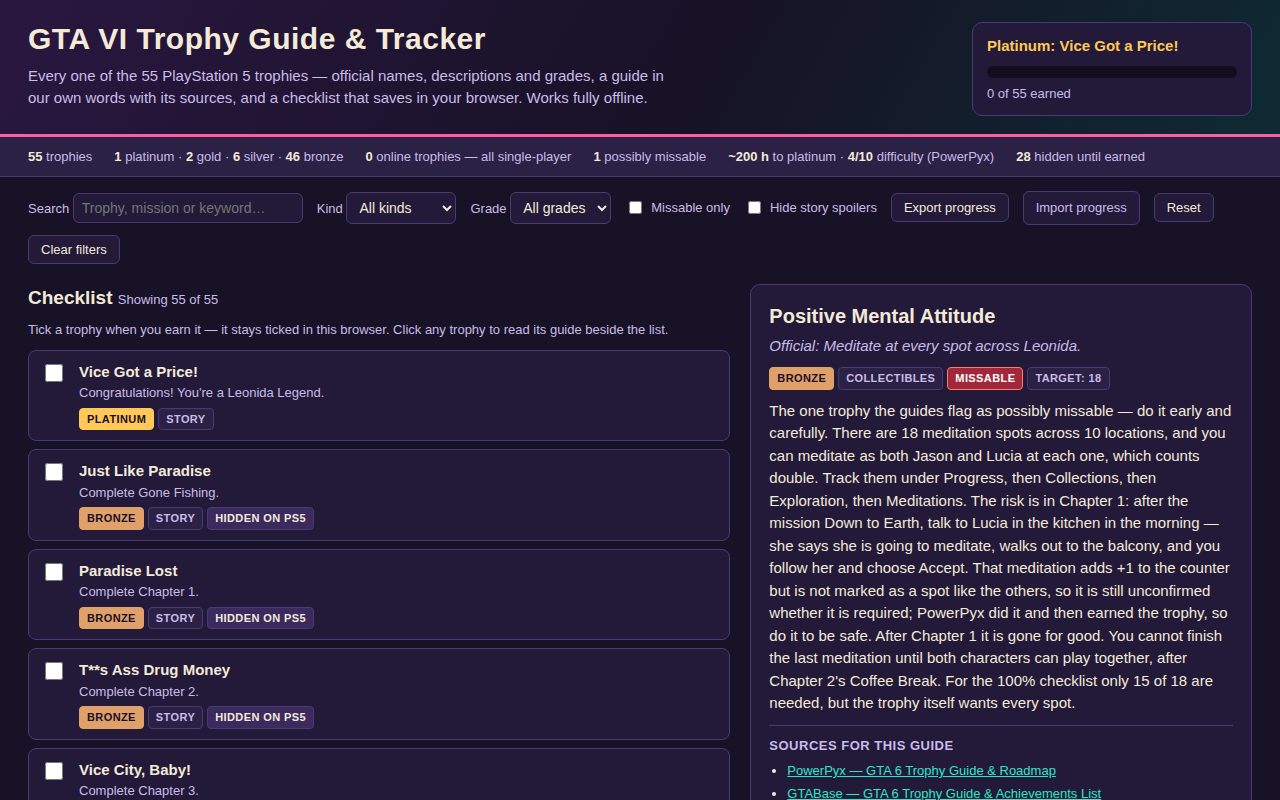 GTA VI Trophy Guide & Tracker
Every one of the 55 PlayStation 5 trophies — official names, descriptions and grades, a guide in
our own words with its sources, and a checklist that saves in your browser. Works fully offline.
Platinum: Vice Got a Price!
0 of 55 earned
55 trophies 1 platinum · 2 gold · 6 silver · 46 bronze 0 online trophies — all single-player 1 possibly missable ~200 h to platinum · 4/10 difficulty (PowerPyx) 28 hidden until earned
Search Trophy, mission or keyword… Kind All kinds Grade All grades Missable only Hide story spoilers Export progress Import progress Reset
Clear filters
Checklist Showing 55 of 55
Tick a trophy when you earn it — it stays ticked in this browser. Click any trophy to read its guide beside the list.
Vice Got a Price!
Congratulations! You're a Leonida Legend.
PLATINUM STORY
Just Like Paradise
Complete Gone Fishing.
BRONZE STORY HIDDEN ON PS5
Paradise Lost
Complete Chapter 1.
BRONZE STORY HIDDEN ON PS5
T**s Ass Drug Money
Complete Chapter 2.
BRONZE STORY HIDDEN ON PS5
Vice City, Baby!
Complete Chapter 3.
Positive Mental Attitude
Official: Meditate at every spot across Leonida.
BRONZE COLLECTIBLES MISSABLE TARGET: 18
The one trophy the guides flag as possibly missable — do it early and
carefully. There are 18 meditation spots across 10 locations, and you
can meditate as both Jason and Lucia at each one, which counts
double. Track them under Progress, then Collections, then
Exploration, then Meditations. The risk is in Chapter 1: after the
mission Down to Earth, talk to Lucia in the kitchen in the morning —
she says she is going to meditate, walks out to the balcony, and you
follow her and choose Accept. That meditation adds +1 to the counter
but is not marked as a spot like the others, so it is still unconfirmed
whether it is required; PowerPyx did it and then earned the trophy, so
do it to be safe. After Chapter 1 it is gone for good. You cannot finish
the last meditation until both characters can play together, after
Chapter 2's Coffee Break. For the 100% checklist only 15 of 18 are
needed, but the trophy itself wants every spot.
SOURCES FOR THIS GUIDE
PowerPyx — GTA 6 Trophy Guide & Roadmap
GTABase — GTA 6 Trophy Guide & Achievements List